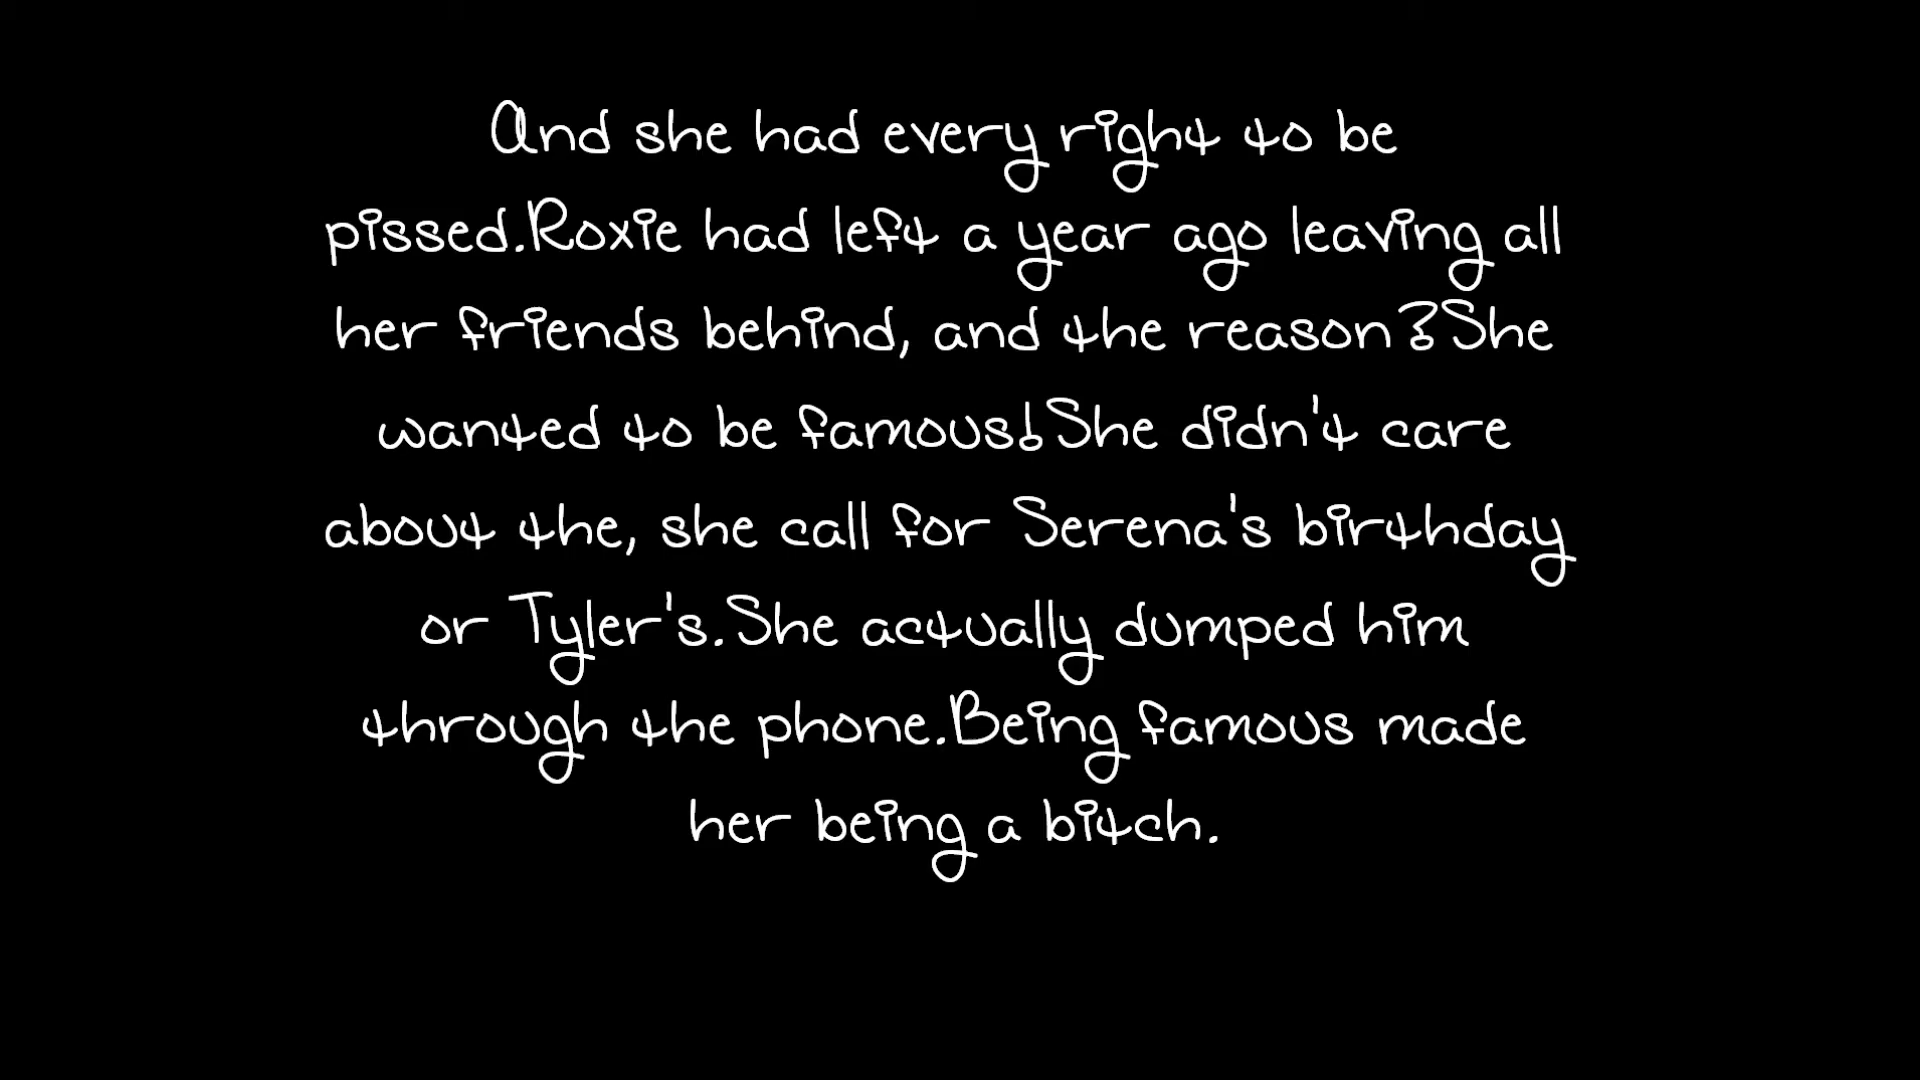 And she had every right to be
pissed.Roxie had left a year ago leaving all
her friends behind, and the reason?She
wanted to be famous!She didn't care
about the, she call for Serena's birthday
or Tyler's.She actually dumped him
through the phone.Being famous made
her being a bitch.